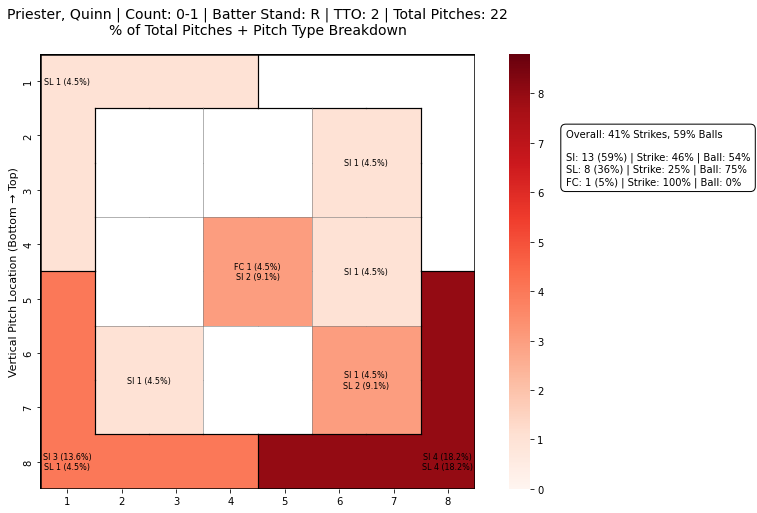 Priester, Quinn | Count: 0-1 | Batter Stand: R | TTO: 2 | Total Pitches: 22
% of Total Pitches + Pitch Type Breakdown
Vertical Pitch Location (Bottom → Top)
1
2
3
4
5
6
7
8
SL 1 (4.5%)
SI 1 (4.5%)
FC 1 (4.5%)
SI 2 (9.1%)
SI 1 (4.5%)
SI 1 (4.5%)
SI 1 (4.5%)
SL 2 (9.1%)
SI 3 (13.6%)
SL 1 (4.5%)
SI 4 (18.2%)
SL 4 (18.2%)
1
2
3
4
5
6
7
8
8
7
6
5
4
3
2
1
0
Overall: 41% Strikes, 59% Balls
SI: 13 (59%) | Strike: 46% | Ball: 54%
SL: 8 (36%) | Strike: 25% | Ball: 75%
FC: 1 (5%) | Strike: 100% | Ball: 0%